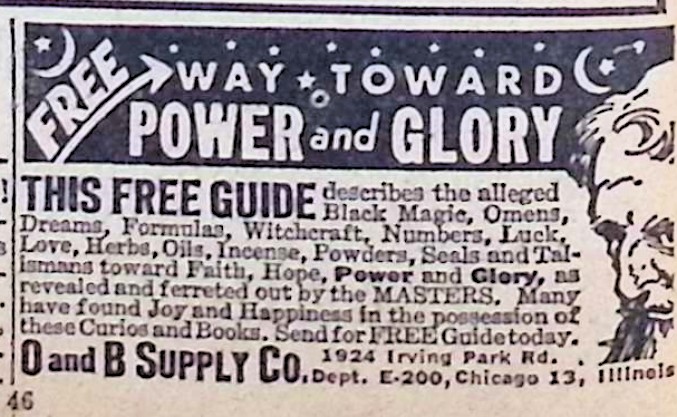 FREE
WAY TOWARD
POWER and GLORY
THIS FREE GUIDE describes the alleged
Black Magic, Omens,
Dreams, Formulas, Witchcraft, Numbers, Luck,
Love, Herbs, Oils, Incense, Powders, Seals and Tal-
ismans toward Faith, Hope, Power and Glory, as
revealed and ferreted out by the MASTERS. Many
have found Joy and Happiness in the possession of
these Curios and Books. Send for FREE Guide today.
O and B SUPPLY CO. 1924 Irving Park Rd.
Dept. E-200, Chicago 13, Illinois
46